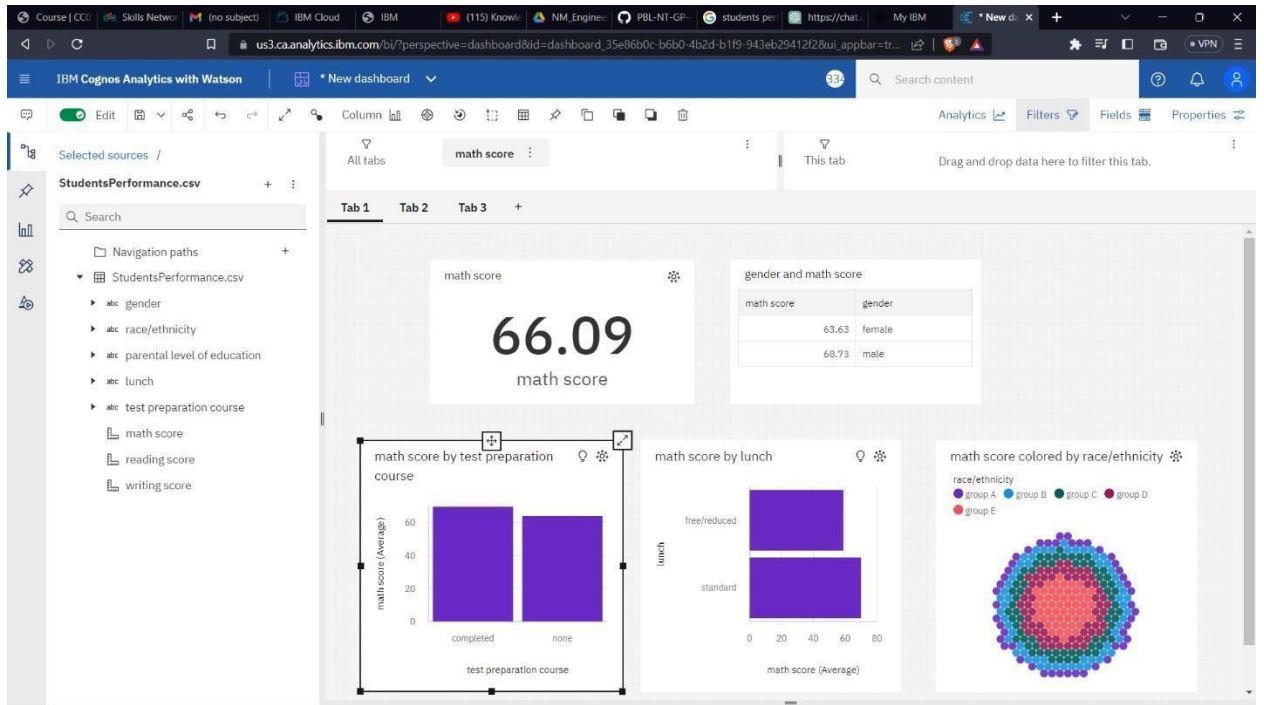 Course | CC
Skills Networ
(no subject)
IBM Cloud
IBM
(115) Knowl
NM_Enginee
PBL-NT-GP-
students per
https://chat.
My IBM
* New da
us3.ca.analytics.ibm.com/bi/?perspective=dashboard&id=dashboard_35e86b0c-b6b0-4b2d-b1f9-943eb29412f2&ui_appbar=tr...
VPN
IBM Cognos Analytics with Watson
* New dashboard
334
Search content
Edit
Column
Analytics
Filters
Fields
Properties
Selected sources /
StudentsPerformance.csv
Search
Navigation paths
StudentsPerformance.csv
abc gender
abc race/ethnicity
abc parental level of education
abc lunch
abc test preparation course
math score
reading score
writing score
All tabs
math score
This tab
Drag and drop data here to filter this tab.
Tab 1
Tab 2
Tab 3
math score
66.09
math score
gender and math score
math score gender
63.63 female
68.73 male
math score by test preparation
course
math score (Average)
60
40
20
0
completed
none
test preparation course
math score by lunch
lunch
free/reduced
standard
0 20 40 60 80
math score (Average)
math score colored by race/ethnicity
race/ethnicity
group A group B group C group D
group E